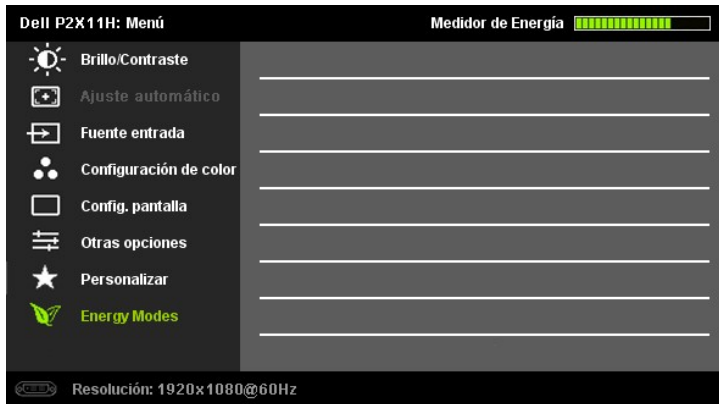 Dell P2X11H: Menú
Medidor de Energía
Brillo/Contraste
Ajuste automático
Fuente entrada
Configuración de color
Config. pantalla
Otras opciones
Personalizar
Energy Modes
Resolución: 1920x1080@60Hz